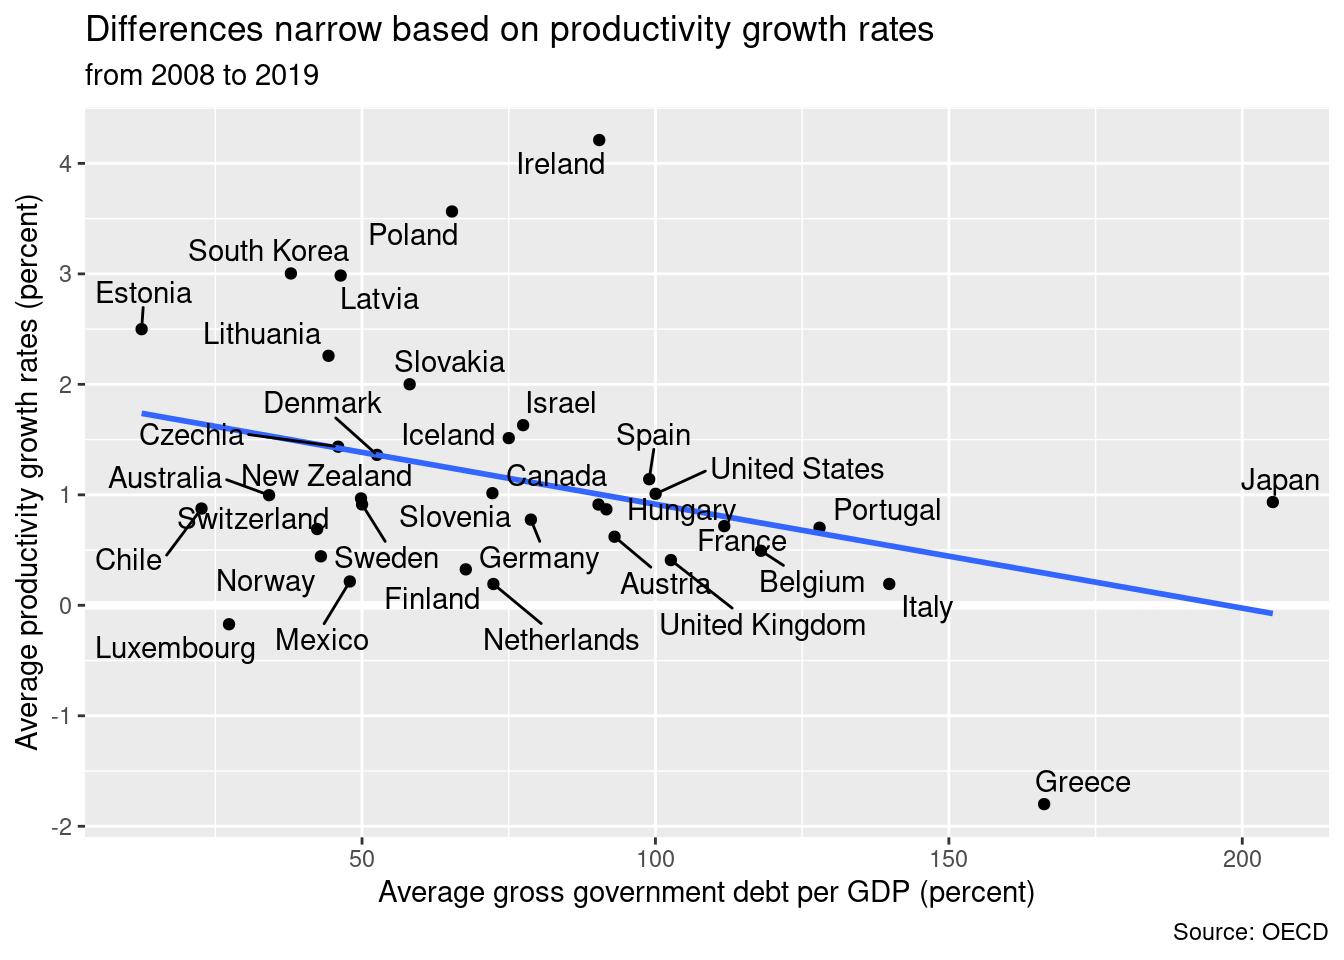 Differences narrow based on productivity growth rates
from 2008 to 2019
Average productivity growth rates (percent)
4
3
2
1
0
-1
-2
Ireland
Poland
South Korea
Latvia
Estonia
Lithuania
Slovakia
Denmark
Israel
Czechia
Iceland
Spain
United States
Australia
New Zealand
Canada
Japan
Switzerland
Slovenia
Hungary
Portugal
France
Chile
Sweden
Germany
Norway
Finland
Austria
Belgium
Italy
United Kingdom
Luxembourg
Mexico
Netherlands
Greece
50
100
150
200
Average gross government debt per GDP (percent)
Source: OECD